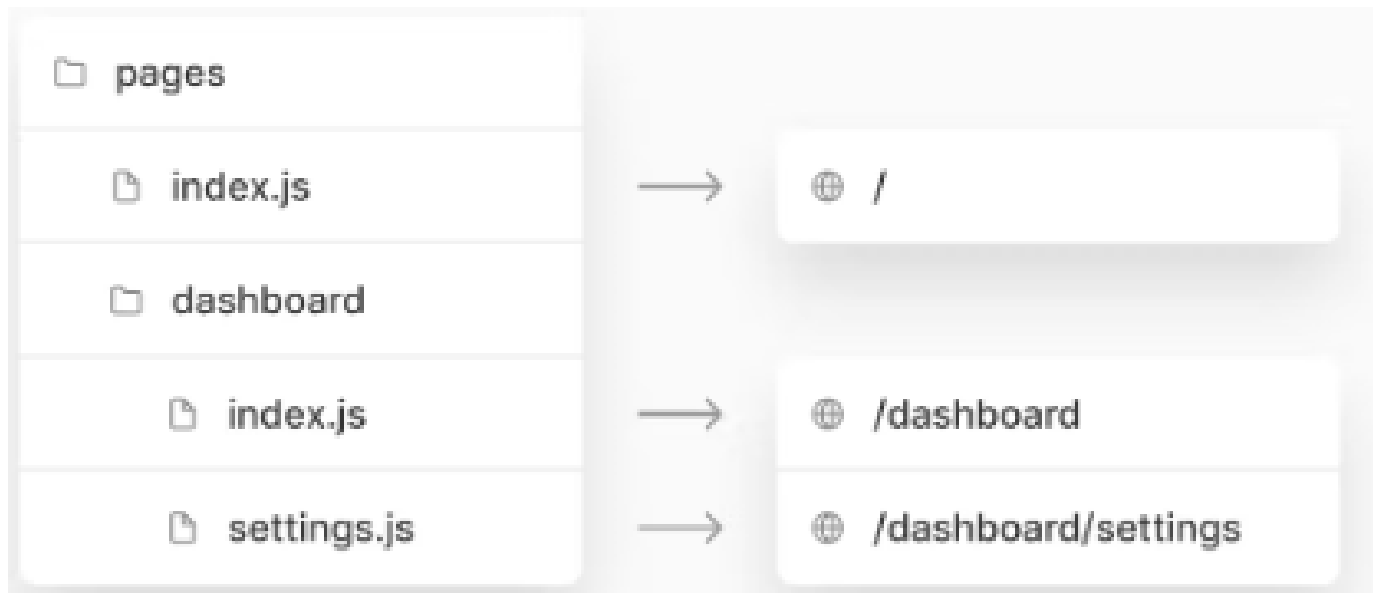 pages
index.js
/
dashboard
index.js
/dashboard
settings.js
/dashboard/settings